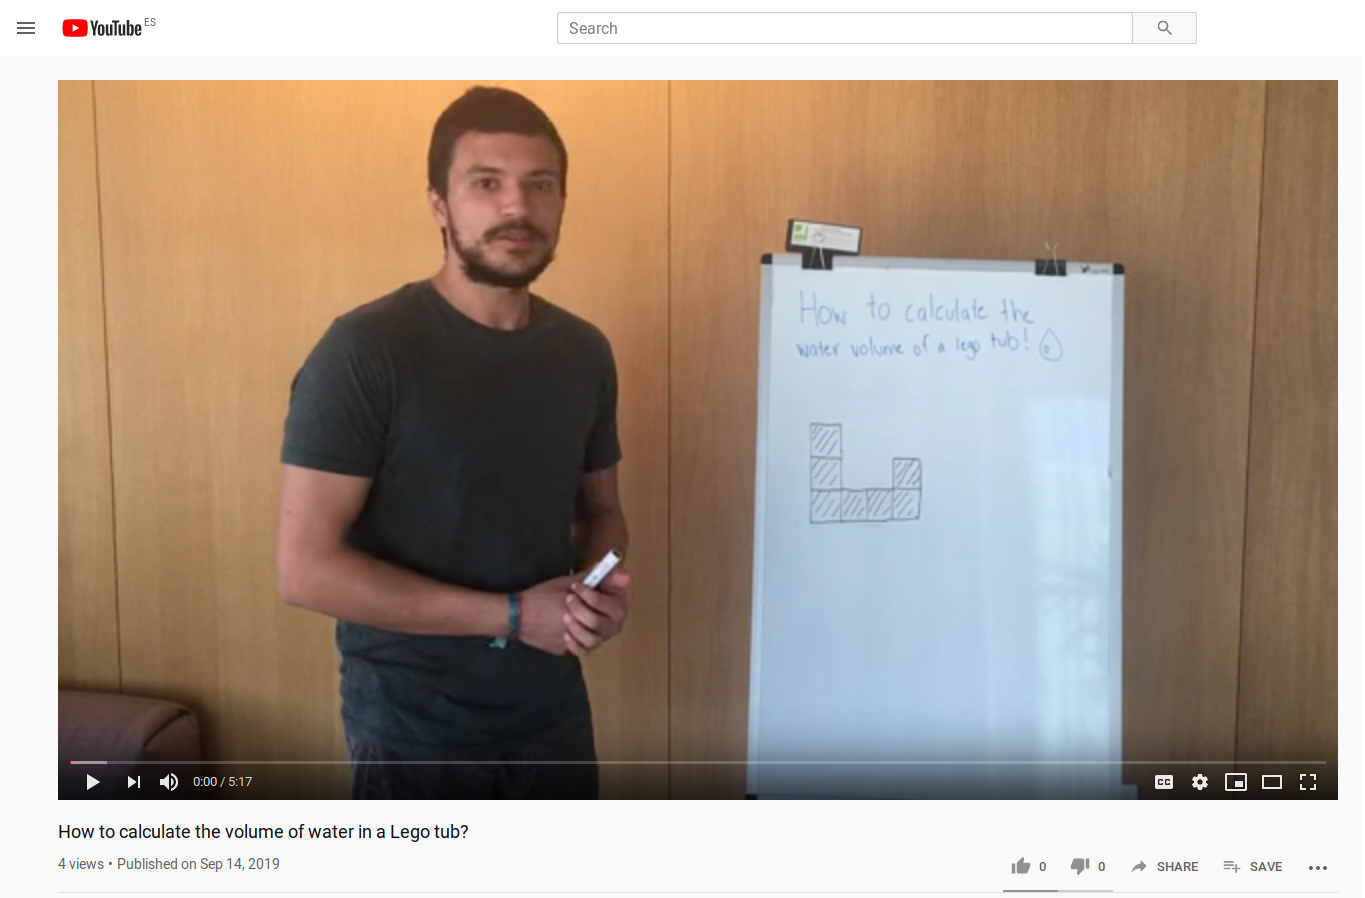 YouTube ES
Search
How to calculate the
water volume of a lego tub!
0:00 / 5:17
CC
How to calculate the volume of water in a Lego tub?
4 views • Published on Sep 14, 2019
0
0
SHARE
SAVE